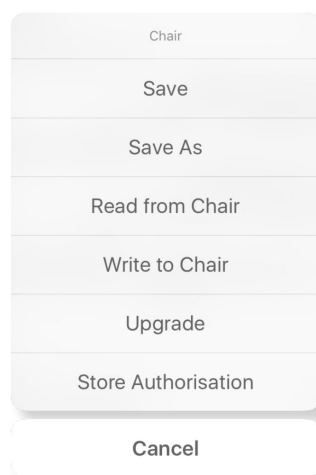 Chair
Save
Save As
Read from Chair
Write to Chair
Upgrade
Store Authorisation
Cancel